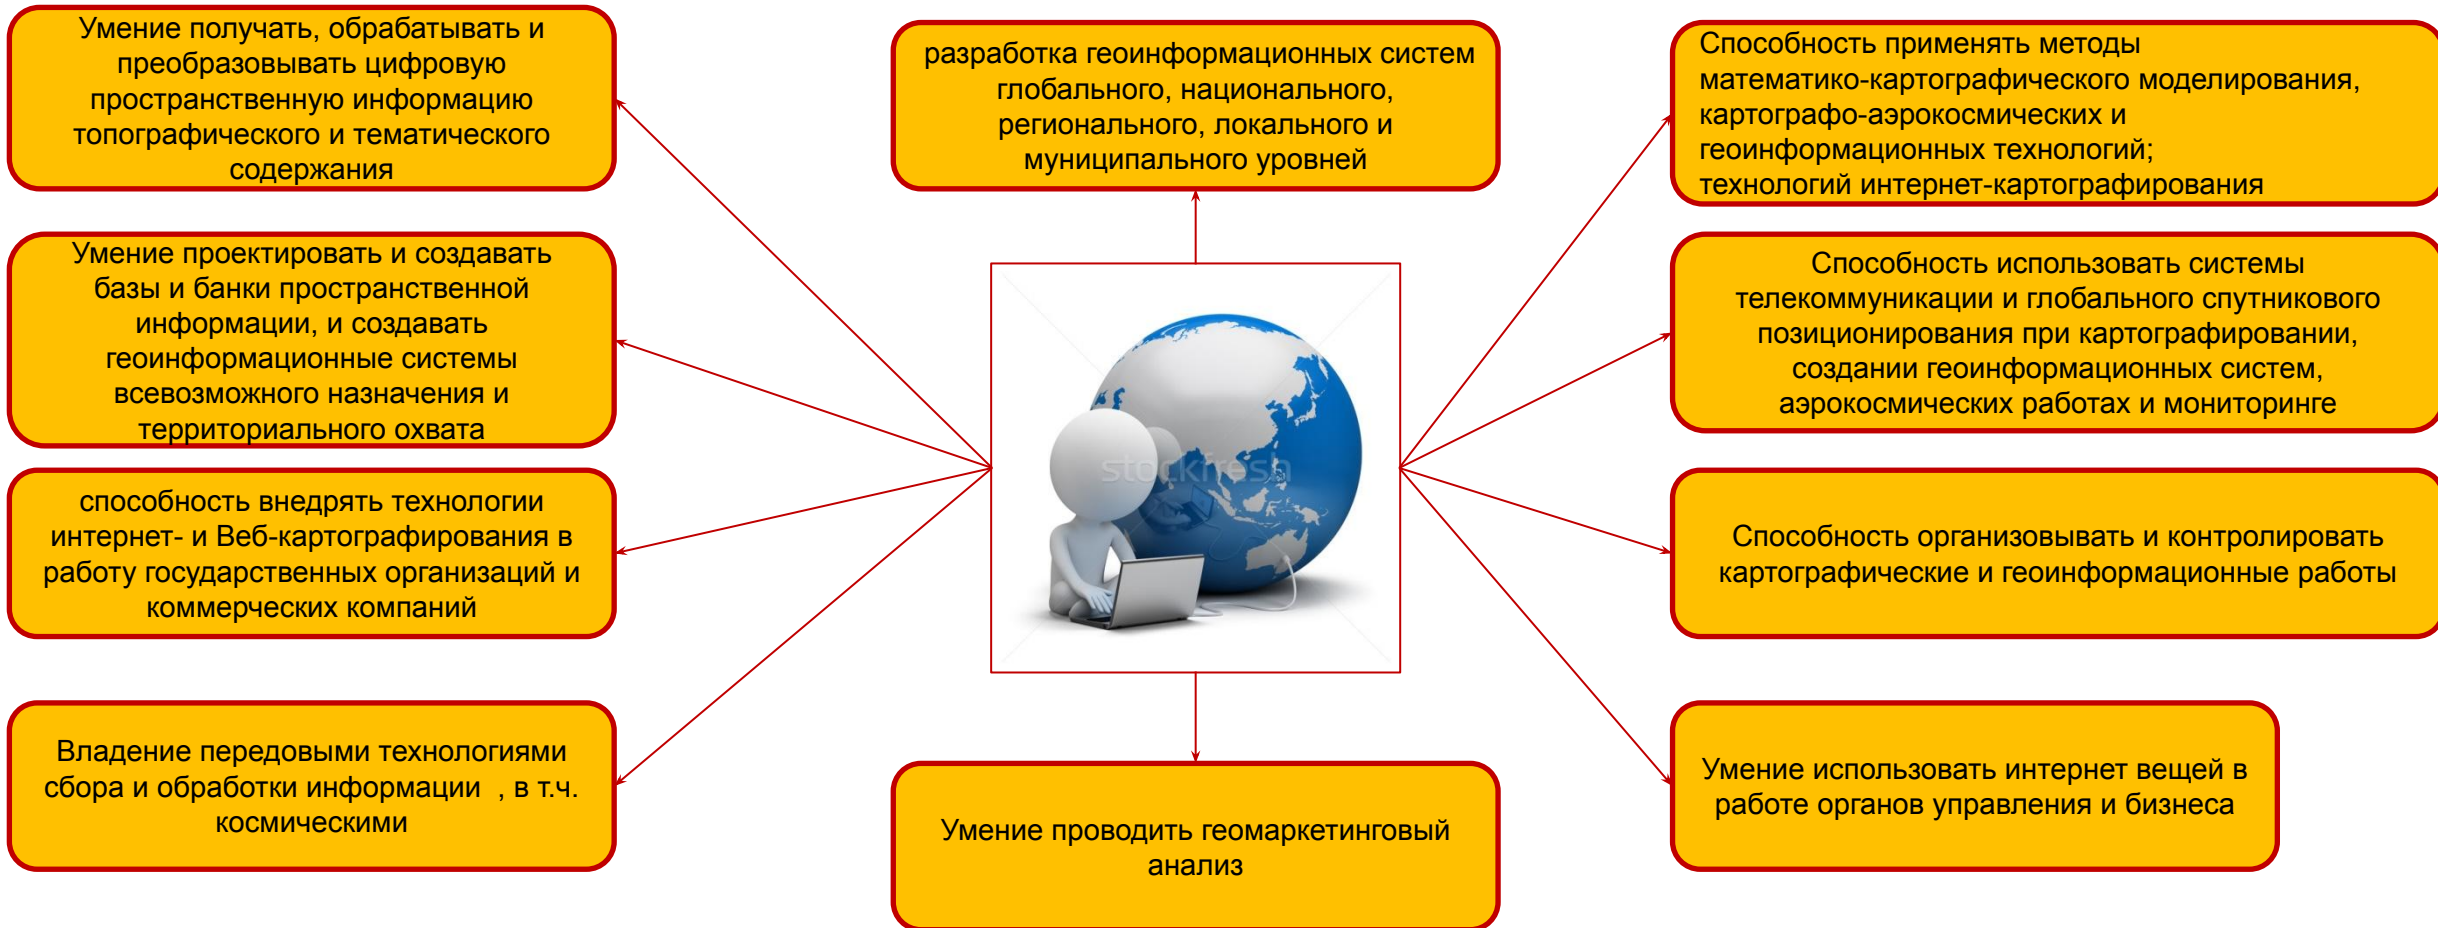 Умение получать, обрабатывать и
преобразовывать цифровую
пространственную информацию
топографического и тематического
содержания
Умение проектировать и создавать
базы и банки пространственной
информации, и создавать
геоинформационные системы
всевозможного назначения и
территориального охвата
способность внедрять технологии
интернет- и Веб-картографирования в
работу государственных организаций и
коммерческих компаний
Владение передовыми технологиями
сбора и обработки информации , в т.ч.
космическими
разработка геоинформационных систем
глобального, национального,
регионального, локального и
муниципального уровней
stockfresh
Умение проводить геомаркетинговый
анализ
Способность применять методы
математико-картографического моделирования,
картографо-аэрокосмических и
геоинформационных технологий;
технологий интернет-картографирования
Способность использовать системы
телекоммуникации и глобального спутникового
позиционирования при картографировании,
создании геоинформационных систем,
аэрокосмических работах и мониторинге
Способность организовывать и контролировать
картографические и геоинформационные работы
Умение использовать интернет вещей в
работе органов управления и бизнеса